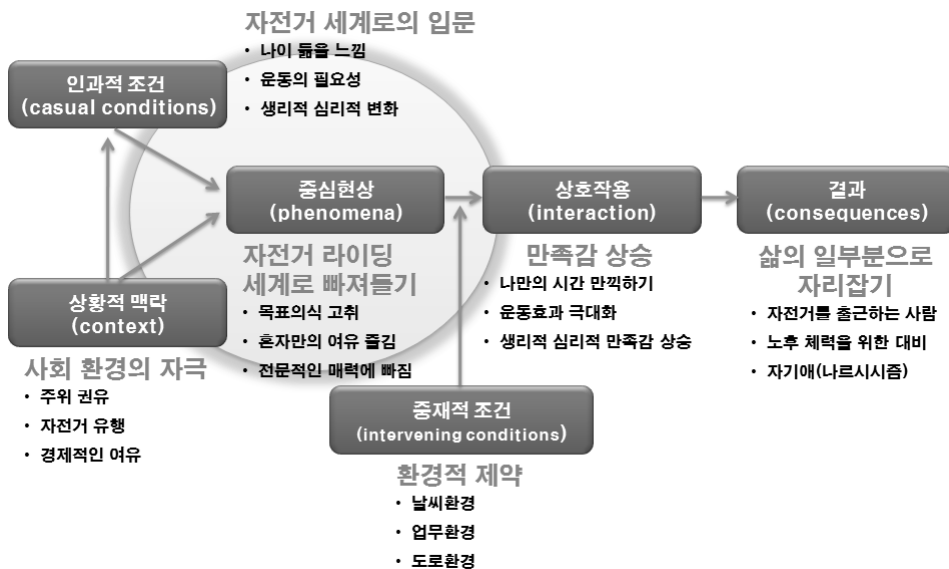 자전거 세계로의 입문
• 나이 듦을 느낌
• 운동의 필요성
• 생리적 심리적 변화
인과적 조건
(casual conditions)
중심현상
(phenomena)
상호작용
(interaction)
결과
(consequences)
자전거 라이딩
세계로 빠져들기
• 목표의식 고취
• 혼자만의 여유 즐김
• 전문적인 매력에 빠짐
만족감 상승
• 나만의 시간 만끽하기
• 운동효과 극대화
• 생리적 심리적 만족감 상승
삶의 일부분으로
자리잡기
• 자전거를 출근하는 사람
• 노후 체력을 위한 대비
• 자기애(나르시시즘)
상황적 맥락
(context)
사회 환경의 자극
• 주위 권유
• 자전거 유행
• 경제적인 여유
중재적 조건
(intervening conditions)
환경적 제약
• 날씨환경
• 업무환경
• 도로환경